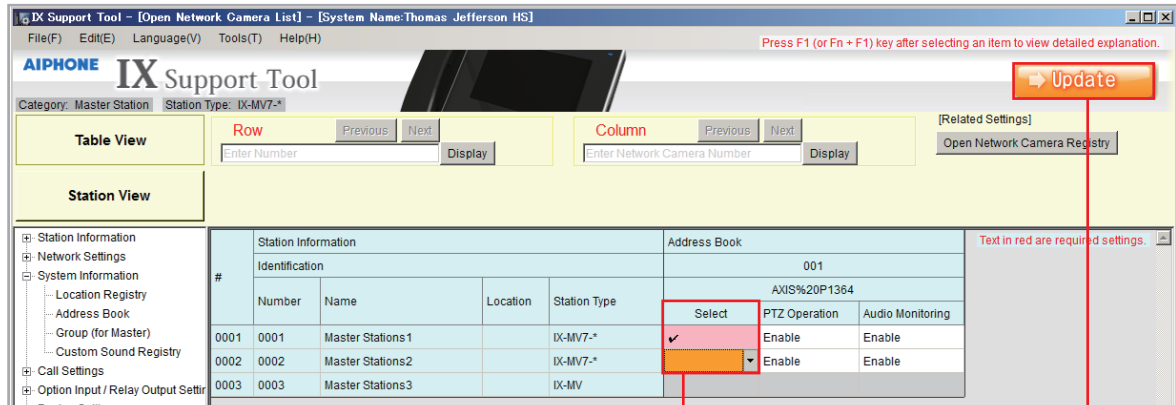 IX Support Tool - [Open Network Camera List] - [System Name:Thomas Jefferson HS]
File(F) Edit(E) Language(V) Tools(T) Help(H)
Press F1 (or Fn + F1) key after selecting an item to view detailed explanation.
AIPHONE IX Support Tool
Update
Category: Master Station Station Type: IX-MV7-*
Table View
Row Previous Next
Enter Number Display
Column Previous Next
Enter Network Camera Number Display
[Related Settings]
Open Network Camera Registry
Station View
Station Information
Network Settings
System Information
Location Registry
Address Book
Group (for Master)
Custom Sound Registry
Call Settings
Option Input / Relay Output Settin
Text in red are required settings.
# Station Information Address Book
Identification 001
AXIS%20P1364
Number Name Location Station Type Select PTZ Operation Audio Monitoring
0001 0001 Master Stations1 IX-MV7-* ✔ Enable Enable
0002 0002 Master Stations2 IX-MV7-* Enable Enable
0003 0003 Master Stations3 IX-MV